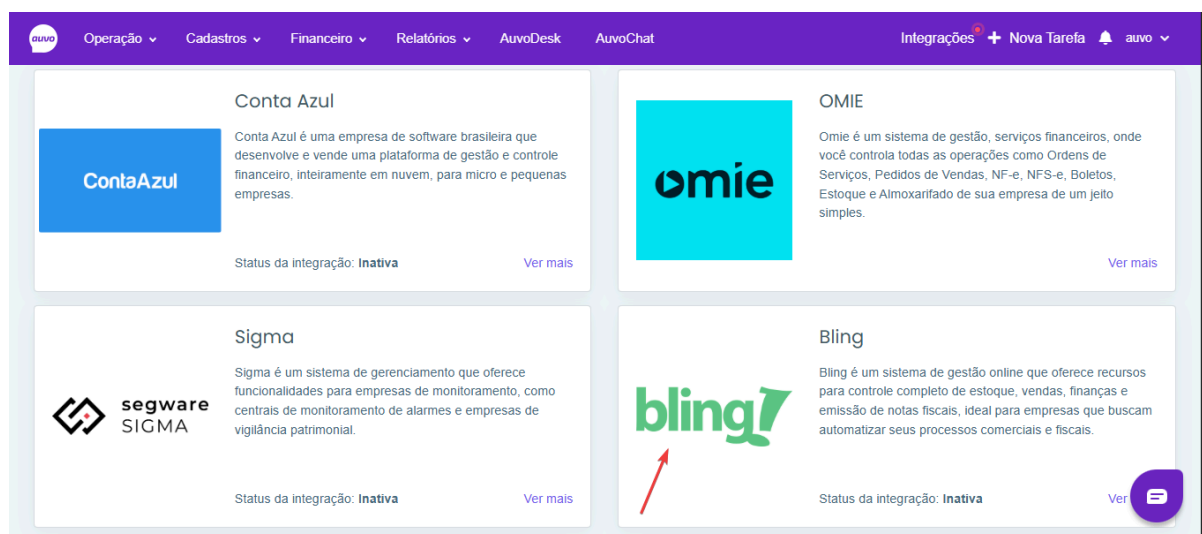 auvo Operação Cadastros Financeiro Relatórios AuvoDesk AuvoChat Integrações + Nova Tarefa auvo
Conta Azul
ContaAzul
Conta Azul é uma empresa de software brasileira que
desenvolve e vende uma plataforma de gestão e controle
financeiro, inteiramente em nuvem, para micro e pequenas
empresas.
Status da integração: Inativa Ver mais
OMIE
omie
Omie é um sistema de gestão, serviços financeiros, onde
você controla todas as operações como Ordens de
Serviços, Pedidos de Vendas, NF-e, NFS-e, Boletos,
Estoque e Almoxarifado de sua empresa de um jeito
simples.
Ver mais
Sigma
segware
SIGMA
Sigma é um sistema de gerenciamento que oferece
funcionalidades para empresas de monitoramento, como
centrais de monitoramento de alarmes e empresas de
vigilância patrimonial.
Status da integração: Inativa Ver mais
Bling
bling
Bling é um sistema de gestão online que oferece recursos
para controle completo de estoque, vendas, finanças e
emissão de notas fiscais, ideal para empresas que buscam
automatizar seus processos comerciais e fiscais.
Status da integração: Inativa Ver